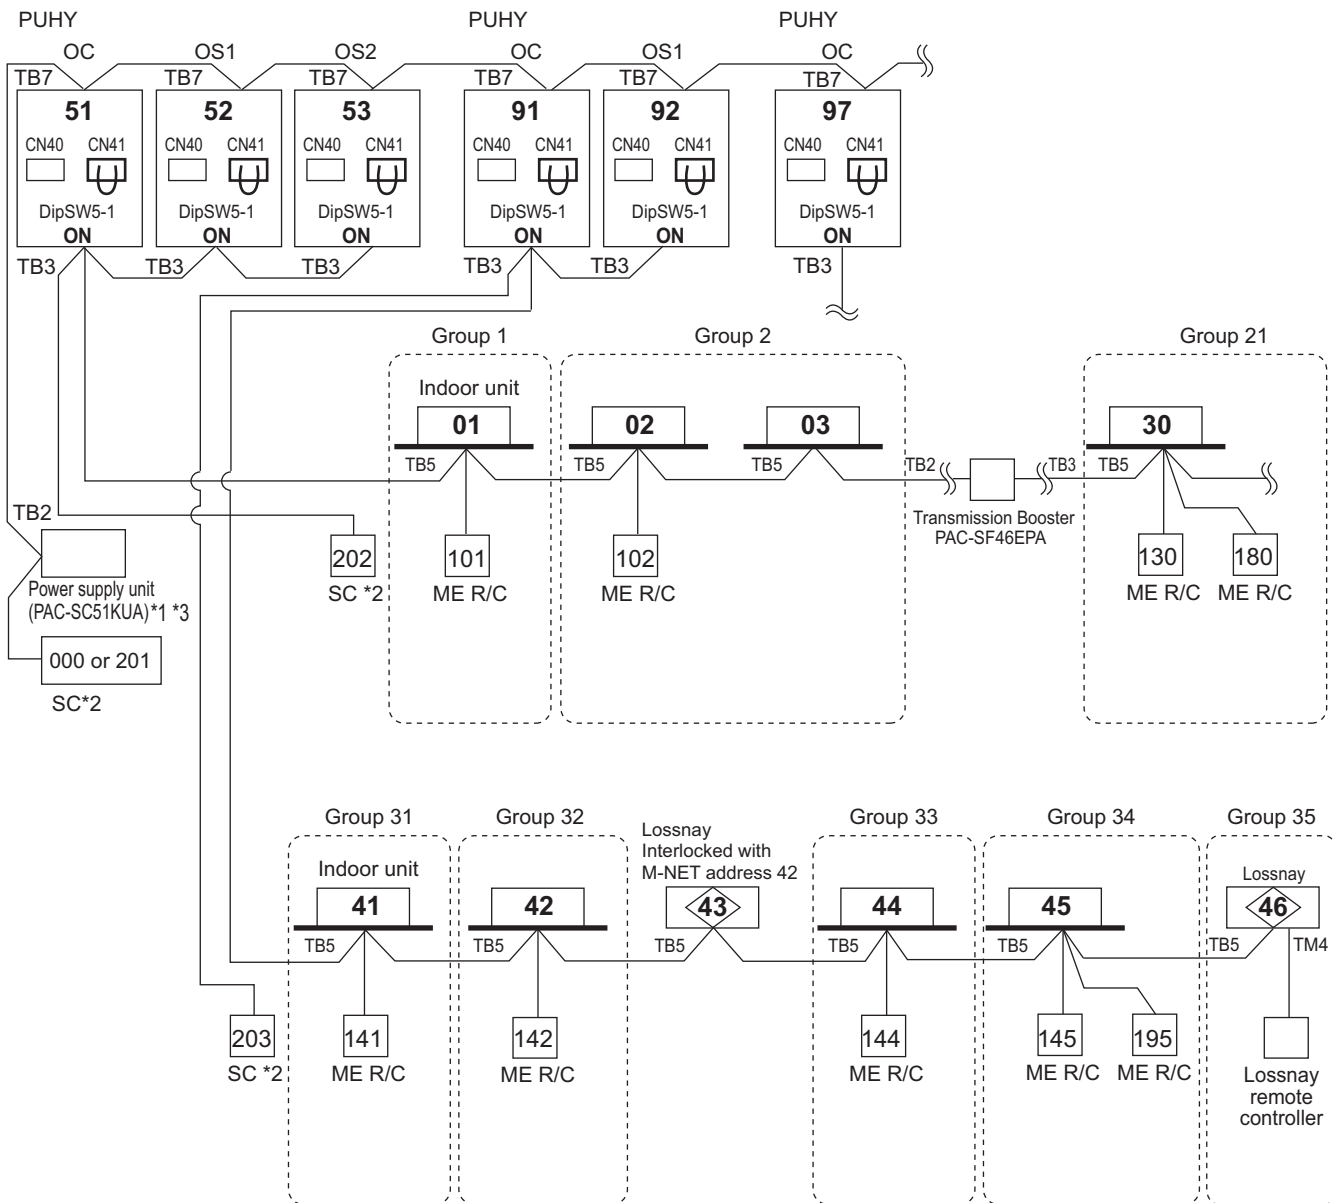 PUHY PUHY PUHY
OC OS1 OS2 OC OS1 OC
TB7 TB7 TB7 TB7 TB7 TB7
51 52 53 91 92 97
CN40 CN41 CN40 CN41 CN40 CN41 CN40 CN41 CN40 CN41 CN40 CN41
DipSW5-1 DipSW5-1 DipSW5-1 DipSW5-1 DipSW5-1 DipSW5-1
ON ON ON ON ON ON
TB3 TB3 TB3 TB3 TB3 TB3
Group 1 Group 2 Group 21
Indoor unit
01 02 03 30
TB5 TB5 TB5 TB2 TB3 TB5
Transmission Booster
PAC-SF46EPA
TB2
202 101 102 130 180
SC *2 ME R/C ME R/C ME R/C ME R/C
Power supply unit
(PAC-SC51KUA)*1 *3
000 or 201
SC*2
Group 31 Group 32 Group 33 Group 34 Group 35
Lossnay
Interlocked with
M-NET address 42
Indoor unit
Lossnay
41 42 43 44 45 46
TB5 TB5 TB5 TB5 TB5 TB5 TM4
203 141 142 144 145 195
SC *2 ME R/C ME R/C ME R/C ME R/C ME R/C
Lossnay
remote
controller